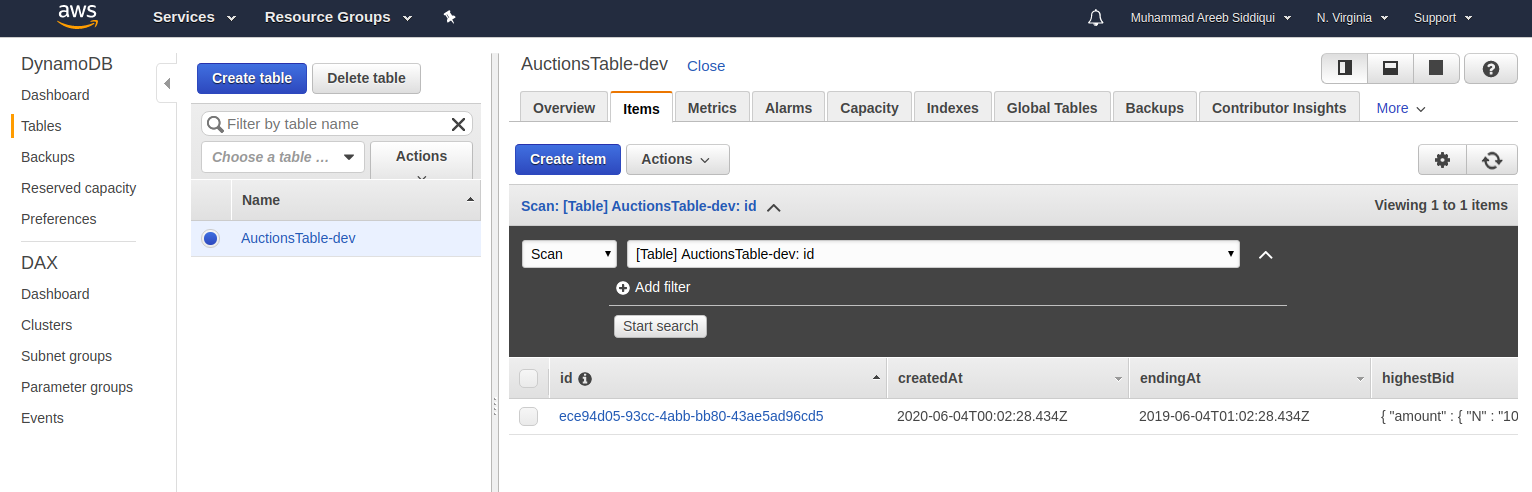 aws Services Resource Groups Muhammad Areeb Siddiqui N. Virginia Support
DynamoDB
Dashboard
Tables
Backups
Reserved capacity
Preferences
DAX
Dashboard
Clusters
Subnet groups
Parameter groups
Events
Create table Delete table
Filter by table name
Choose a table ... Actions
Name
AuctionsTable-dev
AuctionsTable-dev Close
Overview Items Metrics Alarms Capacity Indexes Global Tables Backups Contributor Insights More
Create item Actions
Scan: [Table] AuctionsTable-dev: id Viewing 1 to 1 items
Scan [Table] AuctionsTable-dev: id
Add filter
Start search
id createdAt endingAt highestBid
ece94d05-93cc-4abb-bb80-43ae5ad96cd5 2020-06-04T00:02:28.434Z 2019-06-04T01:02:28.434Z { "amount" : { "N" : "10